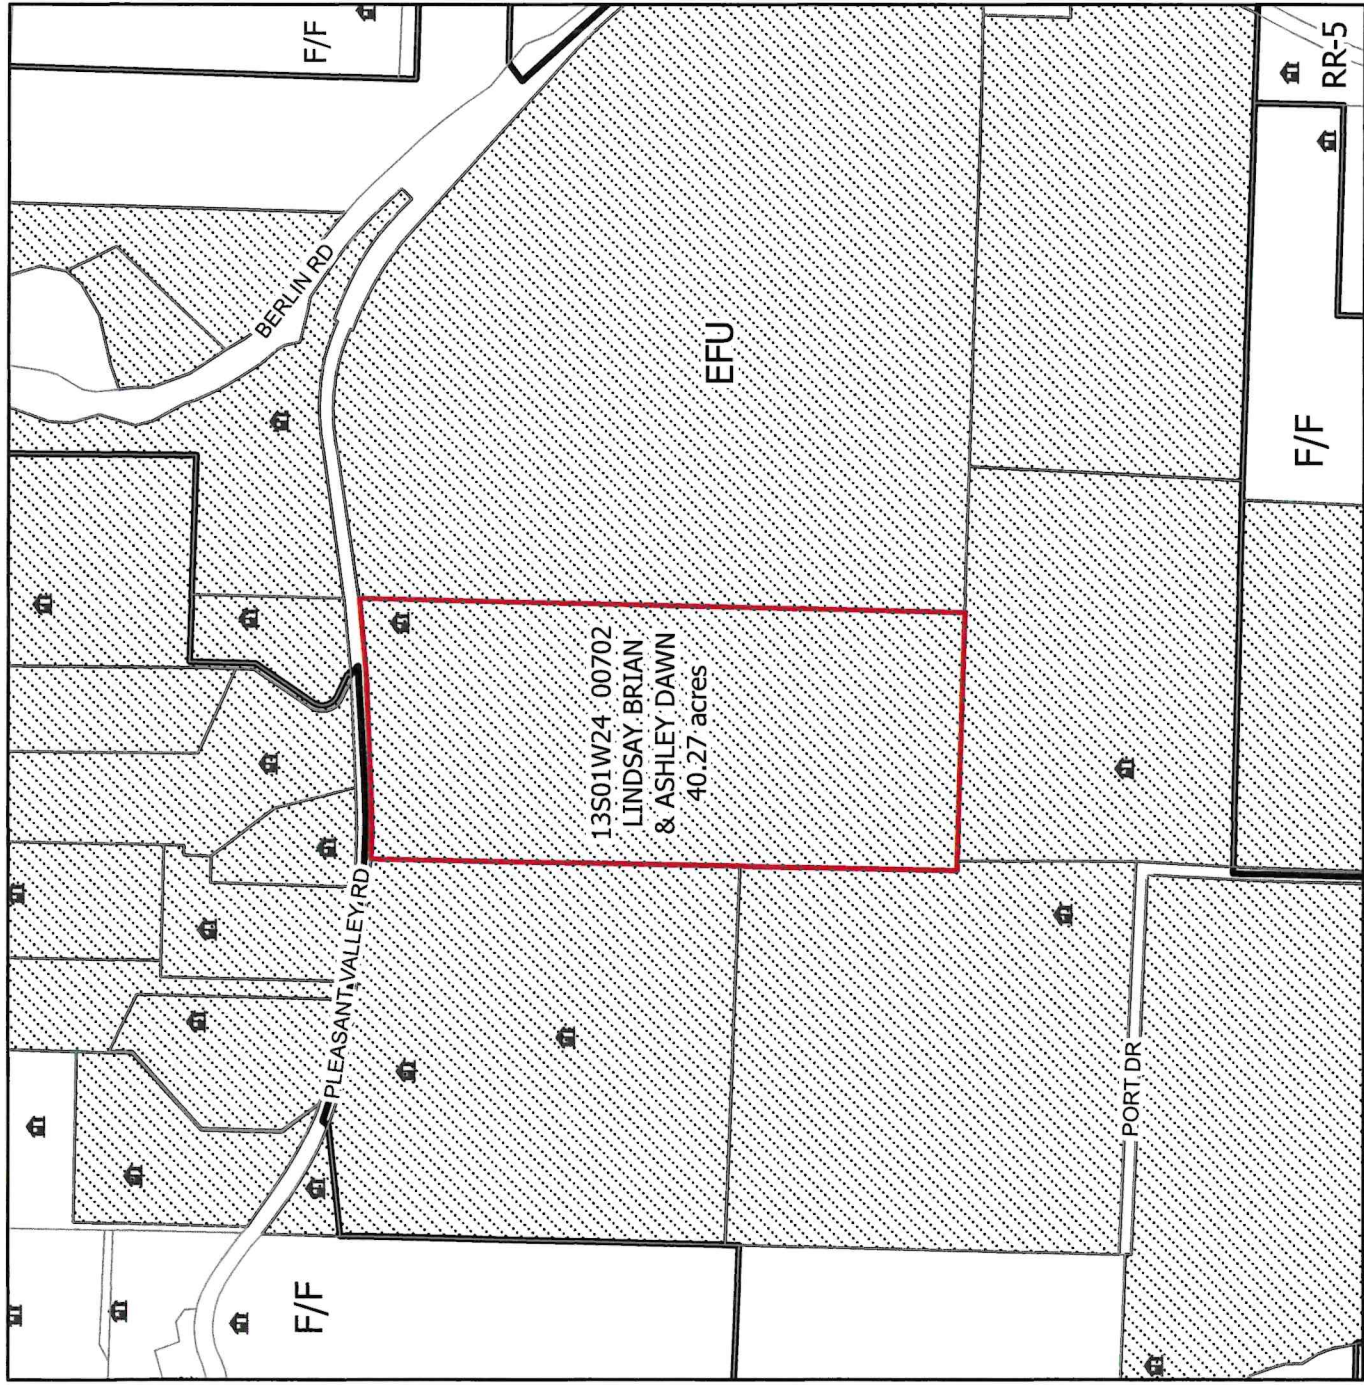 F/F
RR-5
BERLIN RD
EFU
F/F
13S01W24 00702
LINDSAY BRIAN
& ASHLEY DAWN
40.27 acres
PLEASANT VALLEY RD
PORT DR
F/F